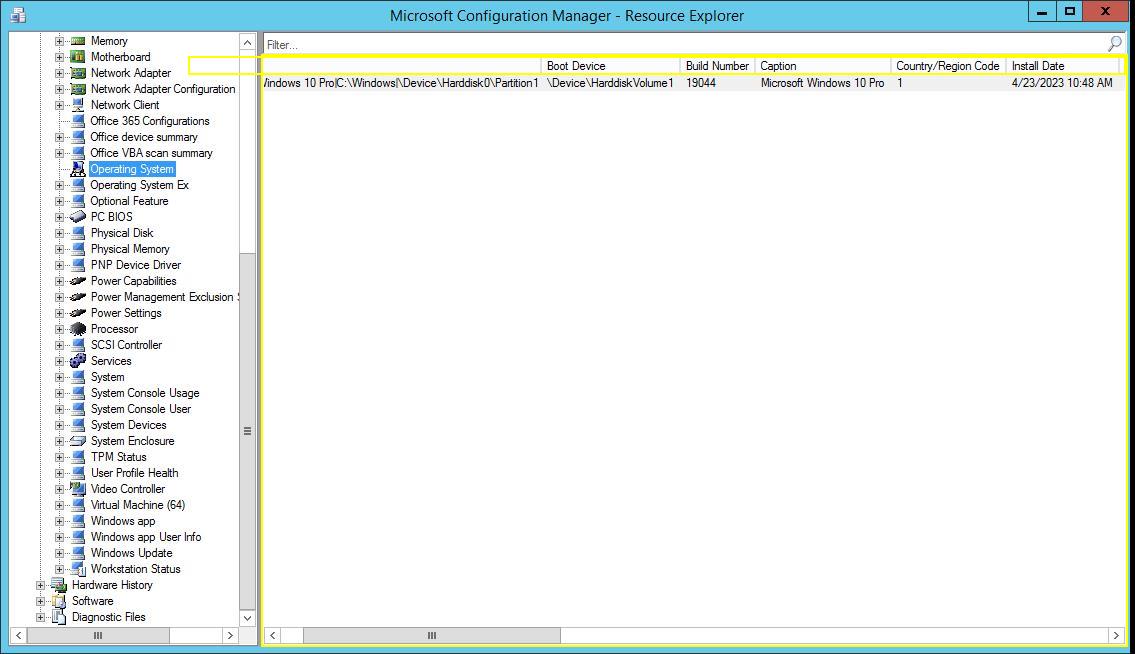 Microsoft Configuration Manager - Resource Explorer
Memory
Motherboard
Network Adapter
Network Adapter Configuration
Network Client
Office 365 Configurations
Office device summary
Office VBA scan summary
Operating System
Operating System Ex
Optional Feature
PC BIOS
Physical Disk
Physical Memory
PNP Device Driver
Power Capabilities
Power Management Exclusion
Power Settings
Processor
SCSI Controller
Services
System
System Console Usage
System Console User
System Devices
System Enclosure
TPM Status
User Profile Health
Video Controller
Virtual Machine (64)
Windows app
Windows app User Info
Windows Update
Workstation Status
Hardware History
Software
Diagnostic Files
Filter...
Boot Device Build Number Caption Country/Region Code Install Date
indows 10 Pro|C:\Windows|\Device\Harddisk0\Partition1 \Device\HarddiskVolume1 19044 Microsoft Windows 10 Pro 1 4/23/2023 10:48 AM